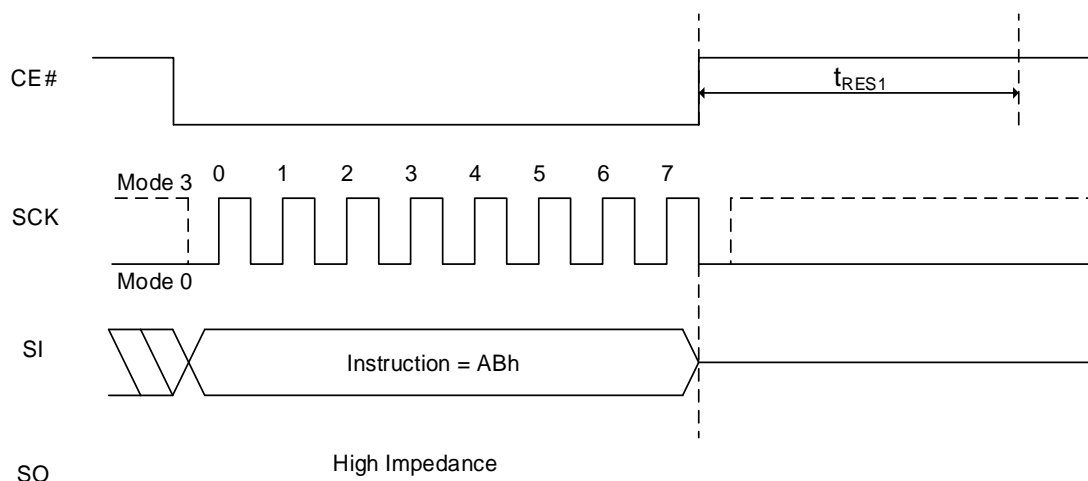 CE#
tRES1
0 1 2 3 4 5 6 7
Mode 3
SCK
Mode 0
SI
Instruction = ABh
High Impedance
SO